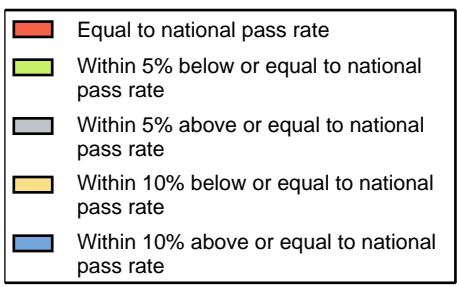 Equal to national pass rate
Within 5% below or equal to national
pass rate
Within 5% above or equal to national
pass rate
Within 10% below or equal to national
pass rate
Within 10% above or equal to national
pass rate